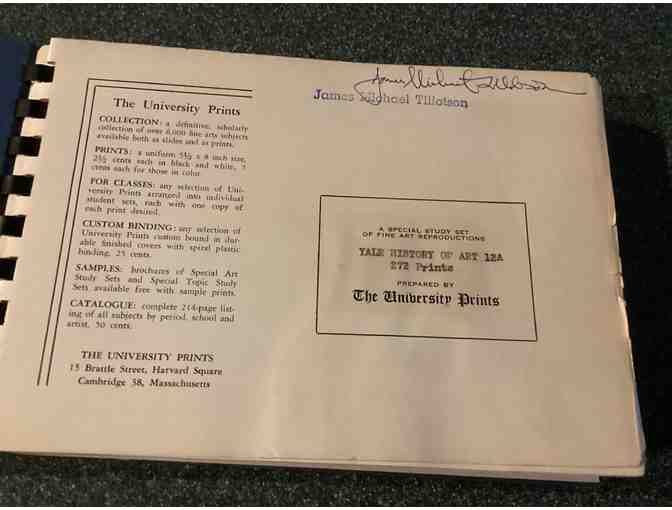 The University Prints
COLLECTION: a definitive, scholarly
collection of over 6,000 fine arts subjects
available both as slides and as prints.
PRINTS: a uniform 5½ x 8 inch size,
2½ cents each in black and white, 7
cents each for those in color.
FOR CLASSES: any selection of Uni-
versity Prints arranged into individual
student sets, each with one copy of
each print desired.
CUSTOM BINDING: any selection of
University Prints custom bound in dur-
able finished covers with spiral plastic
binding, 25 cents.
SAMPLES: brochures of Special Art
Study Sets and Special Topic Study
Sets available free with sample prints.
CATALOGUE: complete 214-page list-
ing of all subjects by period, school and
artist, 50 cents.
THE UNIVERSITY PRINTS
15 Brattle Street, Harvard Square
Cambridge 38, Massachusetts
James Michael Tillotson
James Michael Tillotson
A SPECIAL STUDY SET
OF FINE ART REPRODUCTIONS
YALE HISTORY OF ART 12A
272 Prints
PREPARED BY
The University Prints